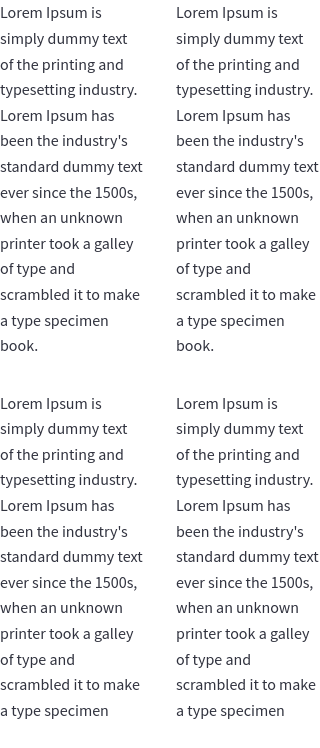 Lorem Ipsum is
simply dummy text
of the printing and
typesetting industry.
Lorem Ipsum has
been the industry's
standard dummy text
ever since the 1500s,
when an unknown
printer took a galley
of type and
scrambled it to make
a type specimen
book.
Lorem Ipsum is
simply dummy text
of the printing and
typesetting industry.
Lorem Ipsum has
been the industry's
standard dummy text
ever since the 1500s,
when an unknown
printer took a galley
of type and
scrambled it to make
a type specimen
book.
Lorem Ipsum is
simply dummy text
of the printing and
typesetting industry.
Lorem Ipsum has
been the industry's
standard dummy text
ever since the 1500s,
when an unknown
printer took a galley
of type and
scrambled it to make
a type specimen
Lorem Ipsum is
simply dummy text
of the printing and
typesetting industry.
Lorem Ipsum has
been the industry's
standard dummy text
ever since the 1500s,
when an unknown
printer took a galley
of type and
scrambled it to make
a type specimen